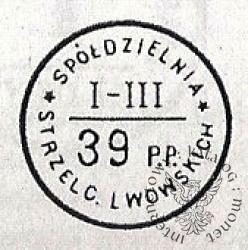 ★ SPÓŁDZIELNIA ★
I-III
39 P.P.
STRZELC. LWOWSKICH